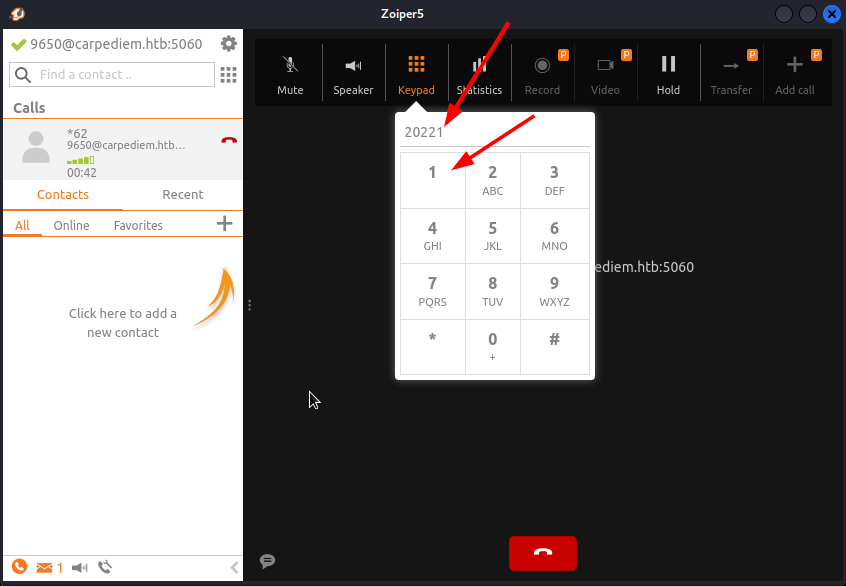 Zoiper5
9650@carpediem.htb:5060
Find a contact ..
Calls
*62
9650@carpediem.htb...
00:42
Contacts Recent
All Online Favorites
Click here to add a
new contact
1
Mute Speaker Keypad Statistics Record P Video P Hold Transfer P Add call P
20221
1 2 ABC 3 DEF
4 GHI 5 JKL 6 MNO
7 PQRS 8 TUV 9 WXYZ
* 0 + #
ediem.htb:5060